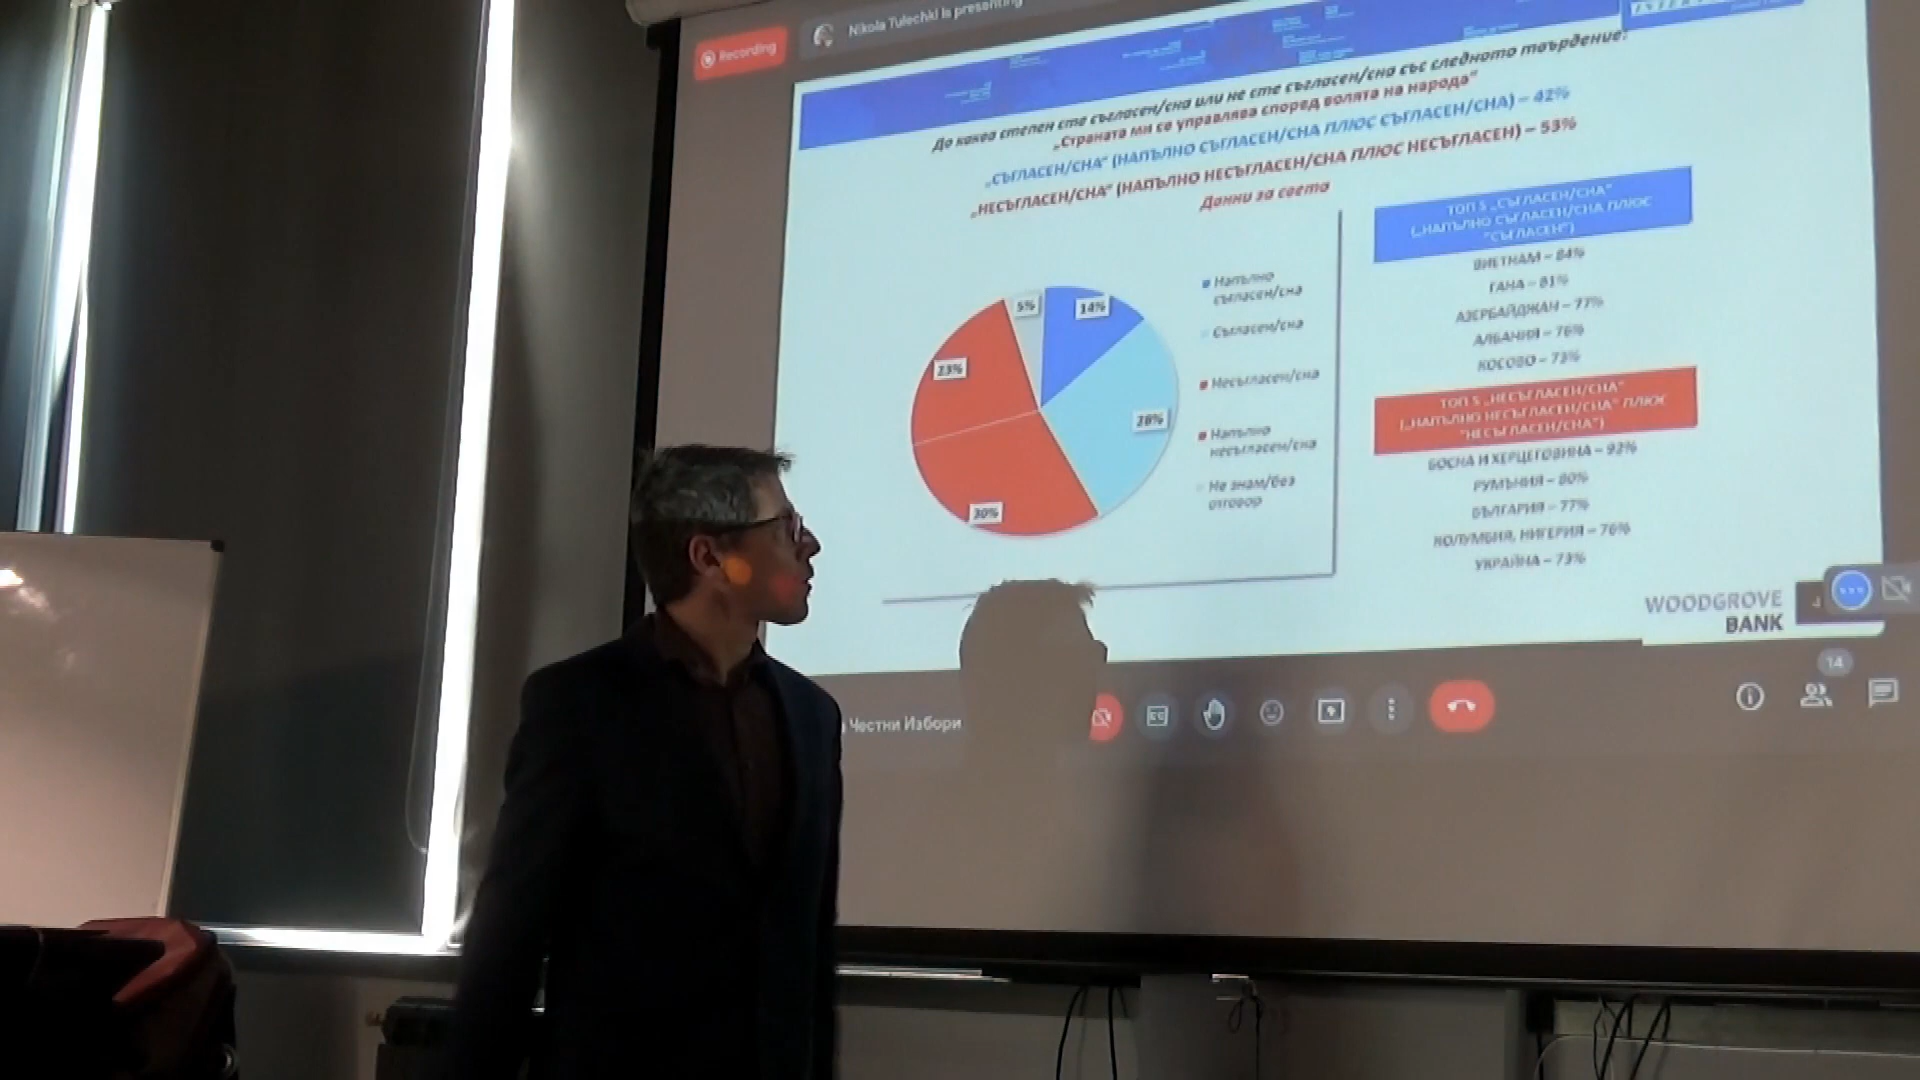 Recording
Nikola Tulechki is presenting
До каква степен сте съгласен/сна или не сте съгласен/сна със следното твърдение:
„Страната ми се управлява според волята на народа"
„СЪГЛАСЕН/СНА" (НАПЪЛНО СЪГЛАСЕН/СНА ПЛЮС СЪГЛАСЕН/СНА) – 42%
„НЕСЪГЛАСЕН/СНА" (НАПЪЛНО НЕСЪГЛАСЕН/СНА ПЛЮС НЕСЪГЛАСЕН) – 53%
Данни за света
5%
14%
23%
28%
30%
Напълно
съгласен/сна
Съгласен/сна
Несъгласен/сна
Напълно
несъгласен/сна
Не знам/без
отговор
ТОП 5 „СЪГЛАСЕН/СНА"
(„НАПЪЛНО СЪГЛАСЕН/СНА ПЛЮС
"СЪГЛАСЕН")
ВИЕТНАМ – 84%
ГАНА – 81%
АЗЕРБАЙДЖАН – 77%
АЛБАНИЯ – 76%
КОСОВО – 73%
ТОП 5 „НЕСЪГЛАСЕН/СНА"
(„НАПЪЛНО НЕСЪГЛАСЕН/СНА" ПЛЮС
"НЕСЪГЛАСЕН/СНА")
БОСНА И ХЕРЦЕГОВИНА – 92%
РУМЪНИЯ – 80%
БЪЛГАРИЯ – 77%
КОЛУМБИЯ, НИГЕРИЯ – 76%
УКРАЙНА – 73%
WOODGROVE
BANK
14
Честни Избори